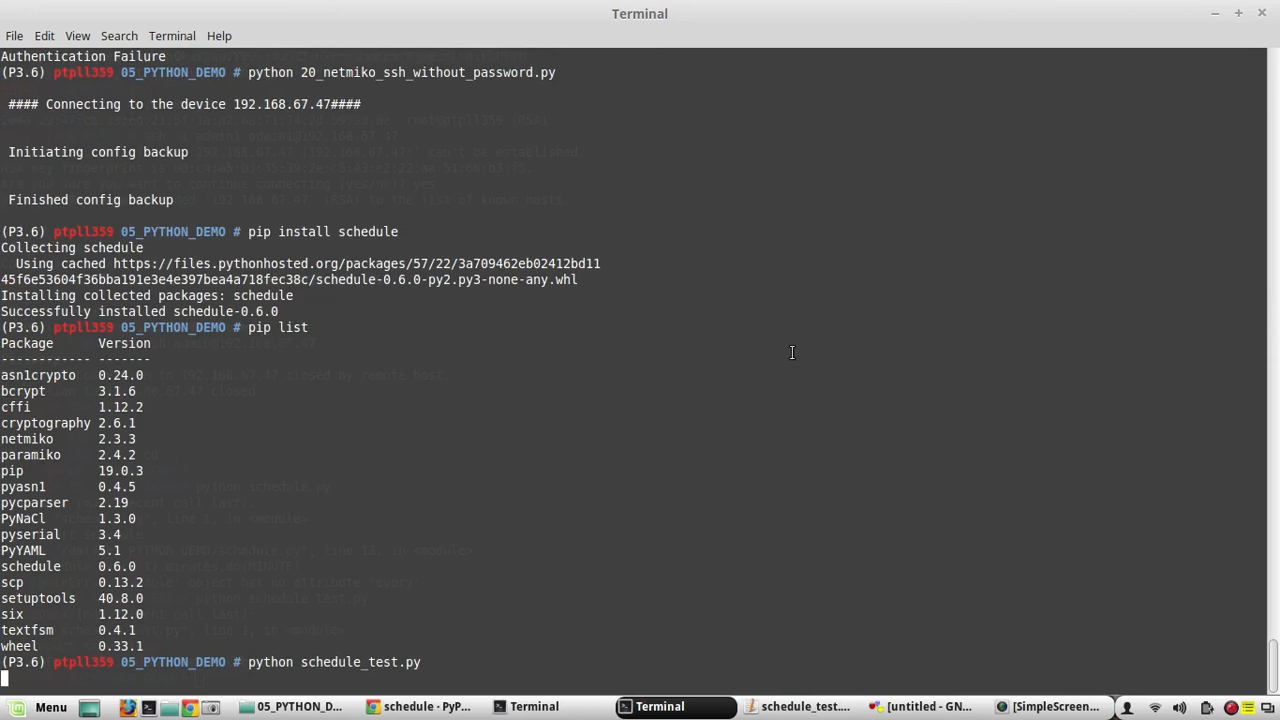 Terminal
File Edit View Search Terminal Help
Authentication Failure
(P3.6) ptpll359 05_PYTHON_DEMO # python 20_netmiko_ssh_without_password.py
#### Connecting to the device 192.168.67.47####
Initiating config backup
Finished config backup
(P3.6) ptpll359 05_PYTHON_DEMO # pip install schedule
Collecting schedule
Using cached https://files.pythonhosted.org/packages/57/22/3a709462eb02412bd11
45f6e53604f36bba191e3e4e397bea4a718fec38c/schedule-0.6.0-py2.py3-none-any.whl
Installing collected packages: schedule
Successfully installed schedule-0.6.0
(P3.6) ptpll359 05_PYTHON_DEMO # pip list
Package Version
------------ -------
asn1crypto 0.24.0
bcrypt 3.1.6
cffi 1.12.2
cryptography 2.6.1
netmiko 2.3.3
paramiko 2.4.2
pip 19.0.3
pyasn1 0.4.5
pycparser 2.19
PyNaCl 1.3.0
pyserial 3.4
PyYAML 5.1
schedule 0.6.0
scp 0.13.2
setuptools 40.8.0
six 1.12.0
textfsm 0.4.1
wheel 0.33.1
(P3.6) ptpll359 05_PYTHON_DEMO # python schedule_test.py
Menu 05_PYTHON_D... schedule · PyP... Terminal Terminal schedule_test.... [untitled - GN... [SimpleScreen...